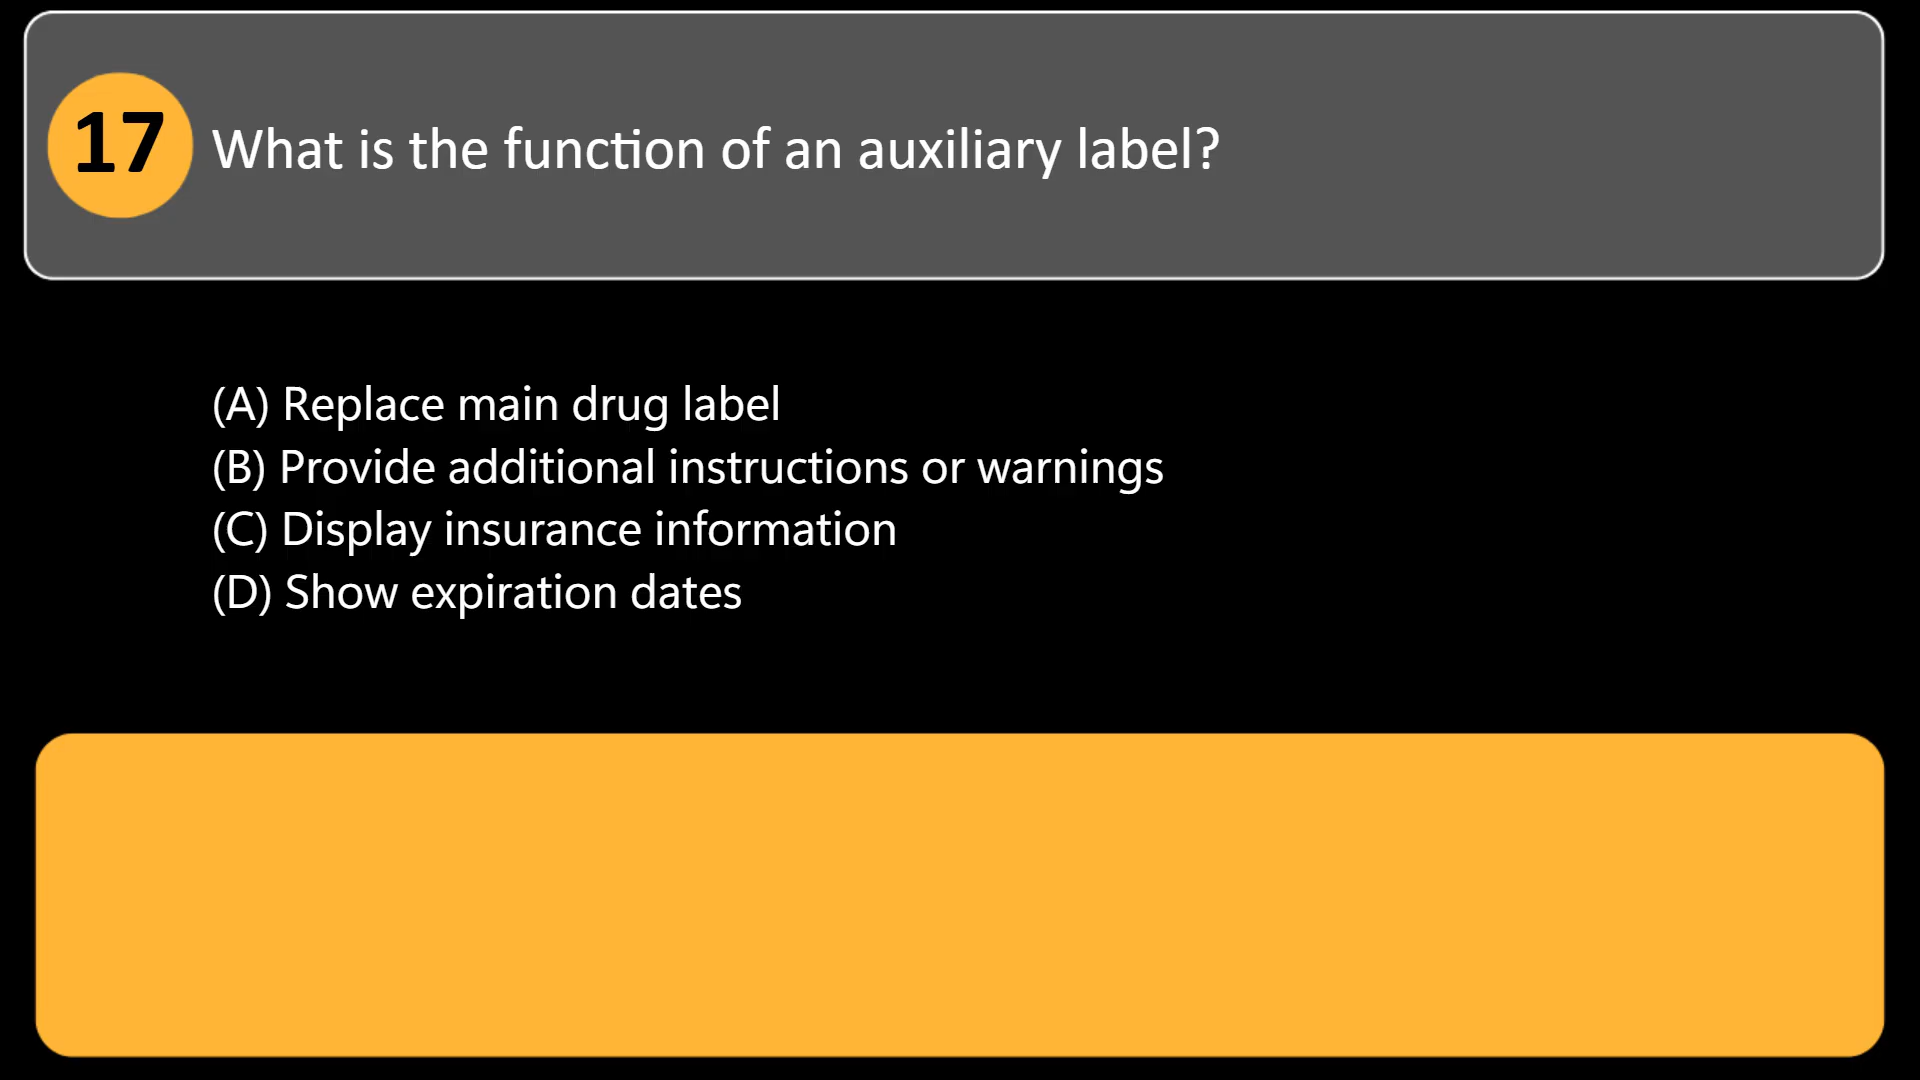 17 What is the function of an auxiliary label?
(A) Replace main drug label
(B) Provide additional instructions or warnings
(C) Display insurance information
(D) Show expiration dates